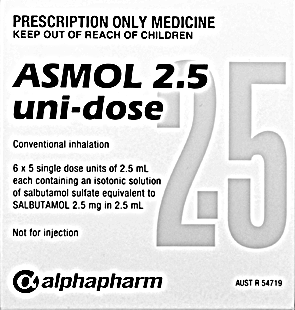 PRESCRIPTION ONLY MEDICINE
KEEP OUT OF REACH OF CHILDREN
ASMOL 2.5
uni-dose
2.5
Conventional inhalation
6 x 5 single dose units of 2.5 mL
each containing an isotonic solution
of salbutamol sulfate equivalent to
SALBUTAMOL 2.5 mg in 2.5 mL
Not for injection
alphapharm
AUST R 54719